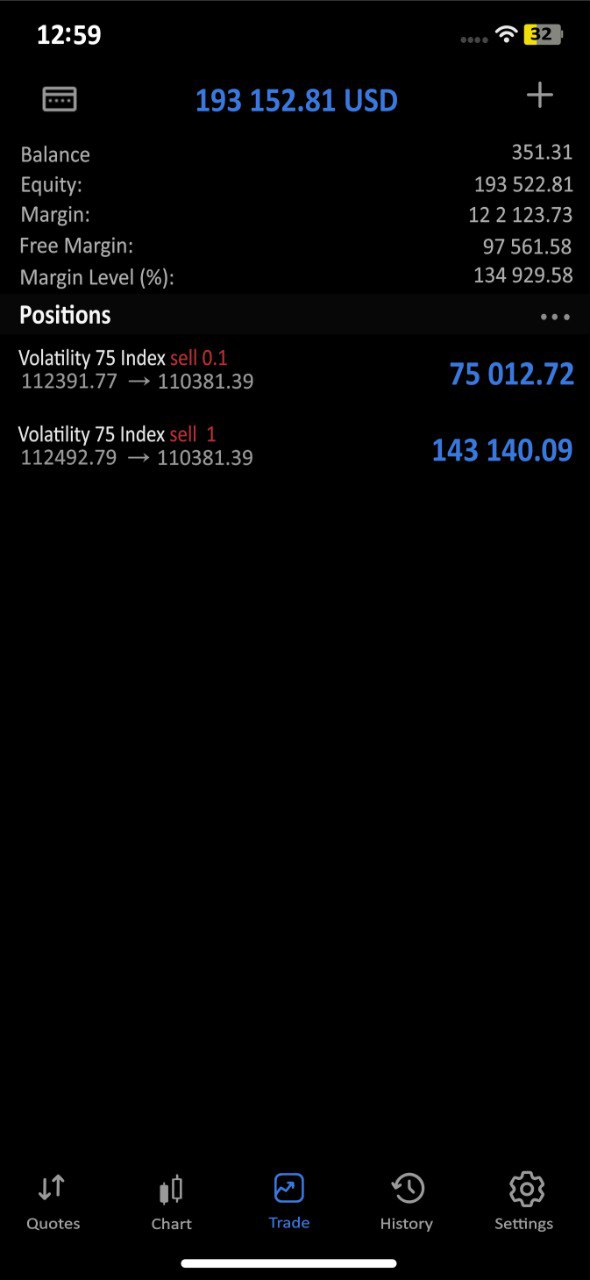 12:59
32
193 152.81 USD
Balance 351.31
Equity: 193 522.81
Margin: 12 2 123.73
Free Margin: 97 561.58
Margin Level (%): 134 929.58
Positions
Volatility 75 Index sell 0.1
112391.77 → 110381.39 75 012.72
Volatility 75 Index sell 1
112492.79 → 110381.39 143 140.09
Quotes Chart Trade History Settings